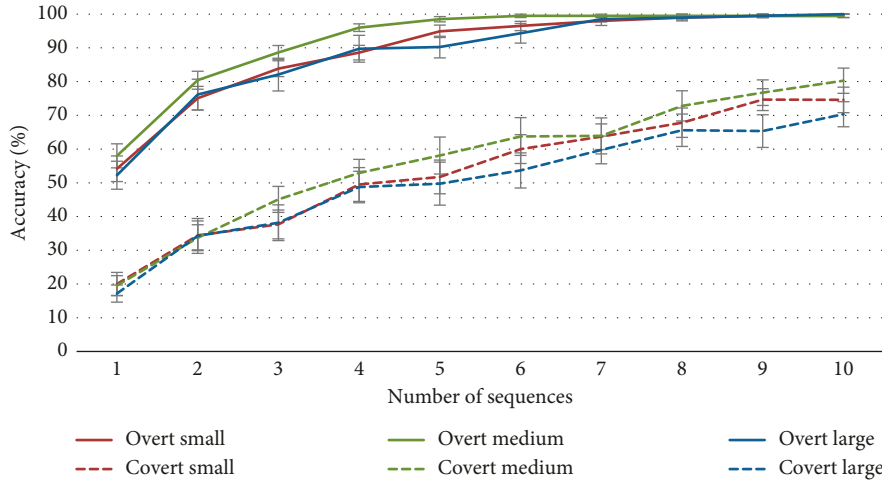 100
90
80
70
60
50
40
30
20
10
0
Accuracy (%)
1 2 3 4 5 6 7 8 9 10
Number of sequences
Overt small Overt medium Overt large
Covert small Covert medium Covert large